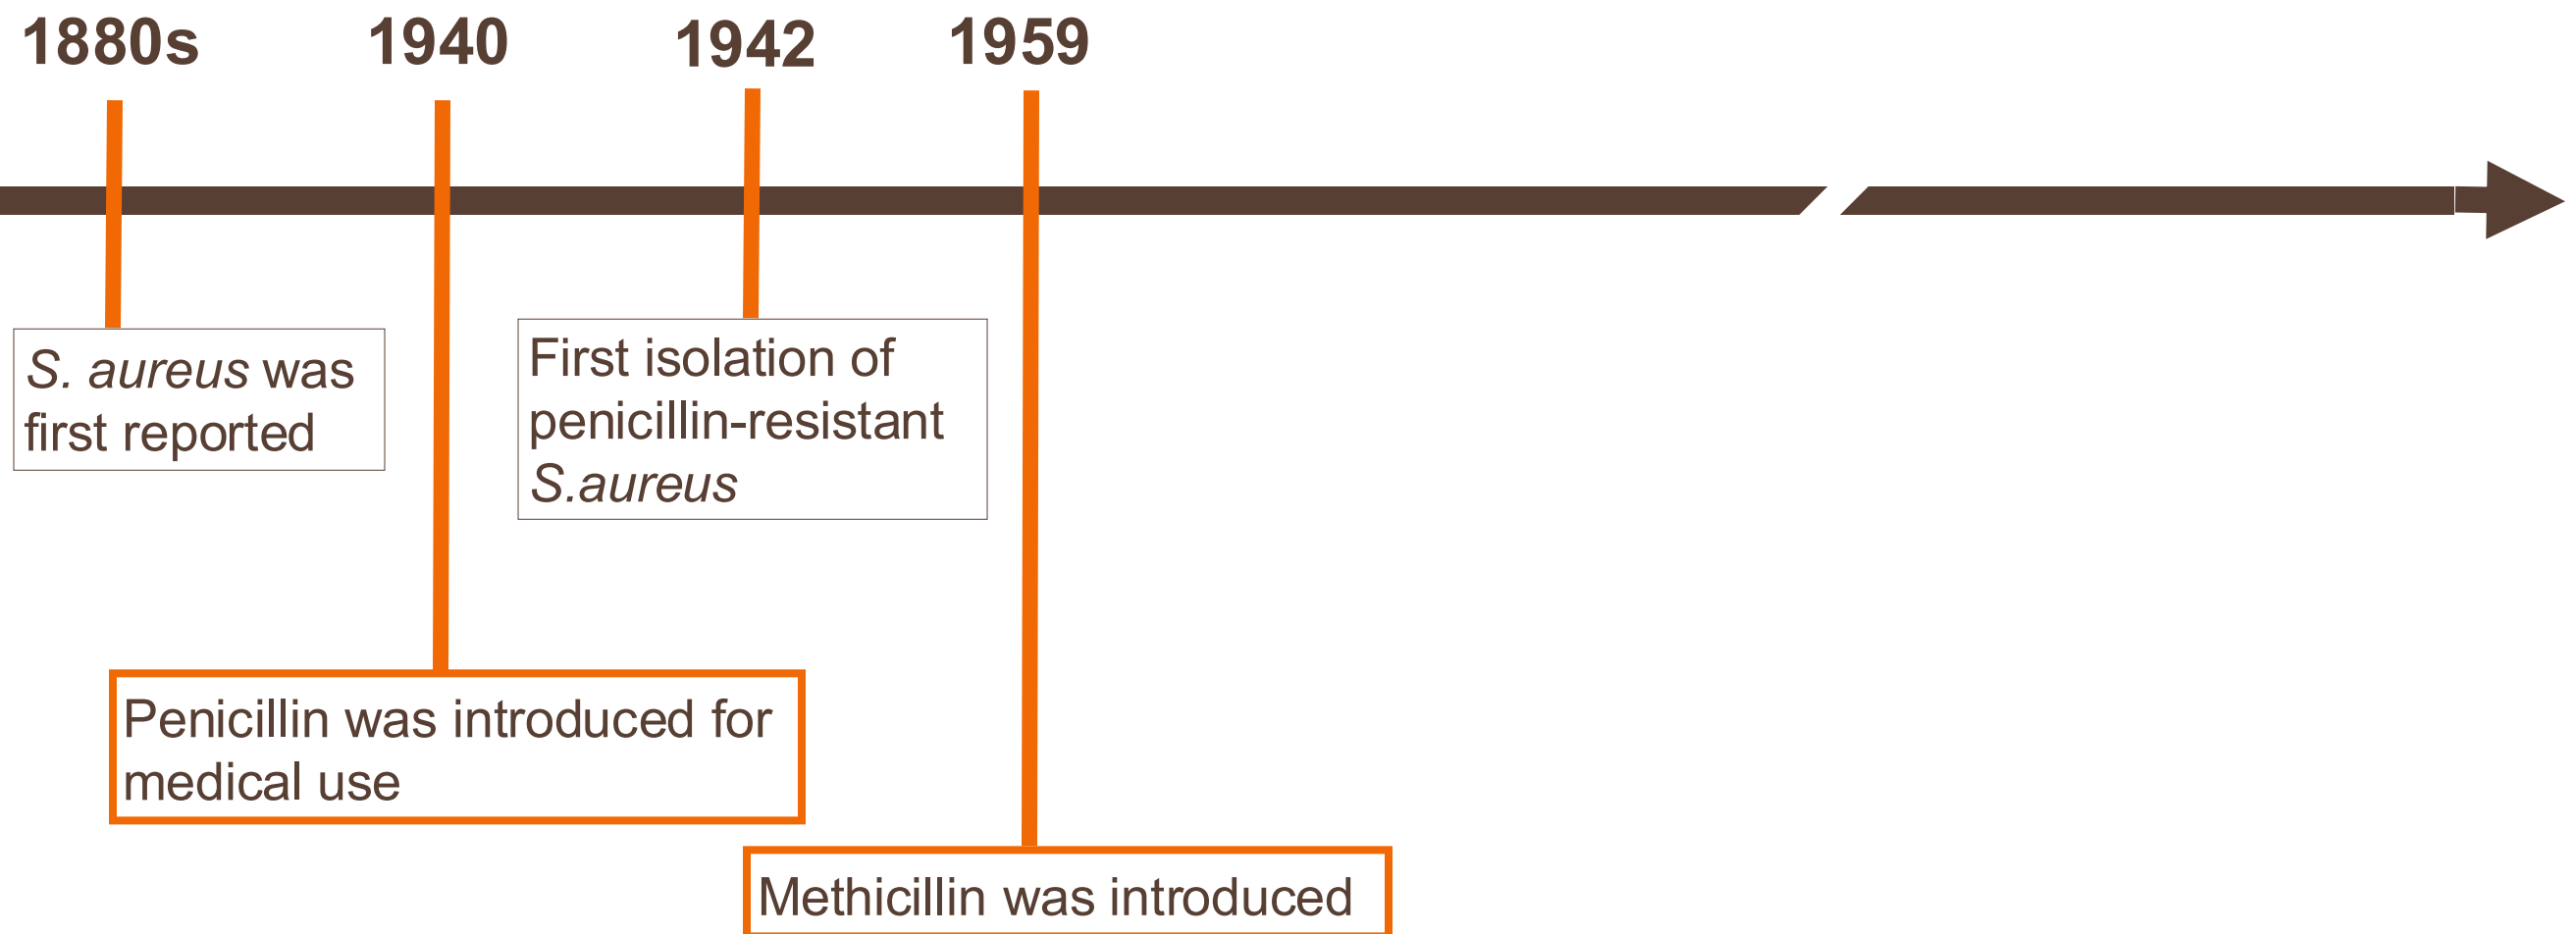 1880s 1940 1942 1959
S. aureus was
first reported
First isolation of
penicillin-resistant
S.aureus
Penicillin was introduced for
medical use
Methicillin was introduced